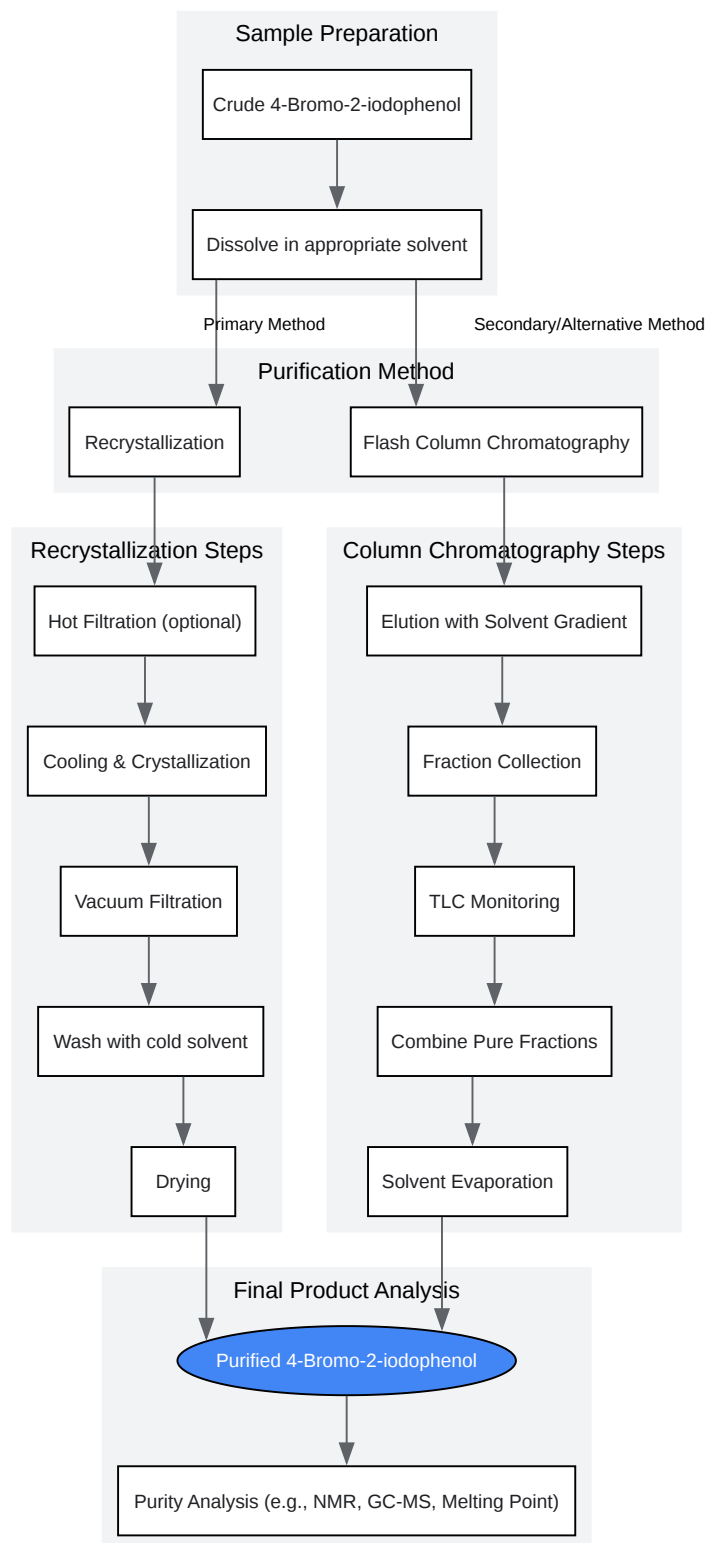 Sample Preparation
Crude 4-Bromo-2-iodophenol
Dissolve in appropriate solvent
Primary Method
Secondary/Alternative Method
Purification Method
Recrystallization
Flash Column Chromatography
Recrystallization Steps
Hot Filtration (optional)
Cooling & Crystallization
Vacuum Filtration
Wash with cold solvent
Drying
Column Chromatography Steps
Elution with Solvent Gradient
Fraction Collection
TLC Monitoring
Combine Pure Fractions
Solvent Evaporation
Final Product Analysis
Purified 4-Bromo-2-iodophenol
Purity Analysis (e.g., NMR, GC-MS, Melting Point)